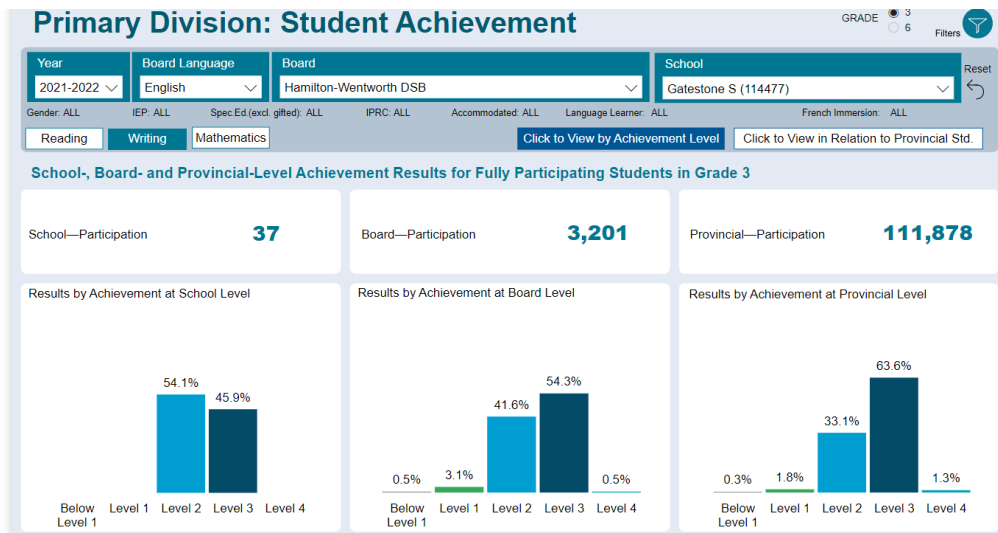 Primary Division: Student Achievement
GRADE 3
6
Filters
Year
Board Language
Board
School
Reset
2021-2022
English
Hamilton-Wentworth DSB
Gatestone S (114477)
Gender: ALL IEP: ALL Spec.Ed.(excl. gifted): ALL IPRC: ALL Accommodated: ALL Language Learner: ALL French Immersion: ALL
Reading Writing Mathematics Click to View by Achievement Level Click to View in Relation to Provincial Std.
School-, Board- and Provincial-Level Achievement Results for Fully Participating Students in Grade 3
School—Participation 37
Board—Participation 3,201
Provincial—Participation 111,878
Results by Achievement at School Level
54.1%
45.9%
Below Level 1 Level 2 Level 3 Level 4
Level 1
Results by Achievement at Board Level
54.3%
41.6%
0.5% 3.1% 0.5%
Below Level 1 Level 2 Level 3 Level 4
Level 1
Results by Achievement at Provincial Level
63.6%
33.1%
0.3% 1.8% 1.3%
Below Level 1 Level 2 Level 3 Level 4
Level 1